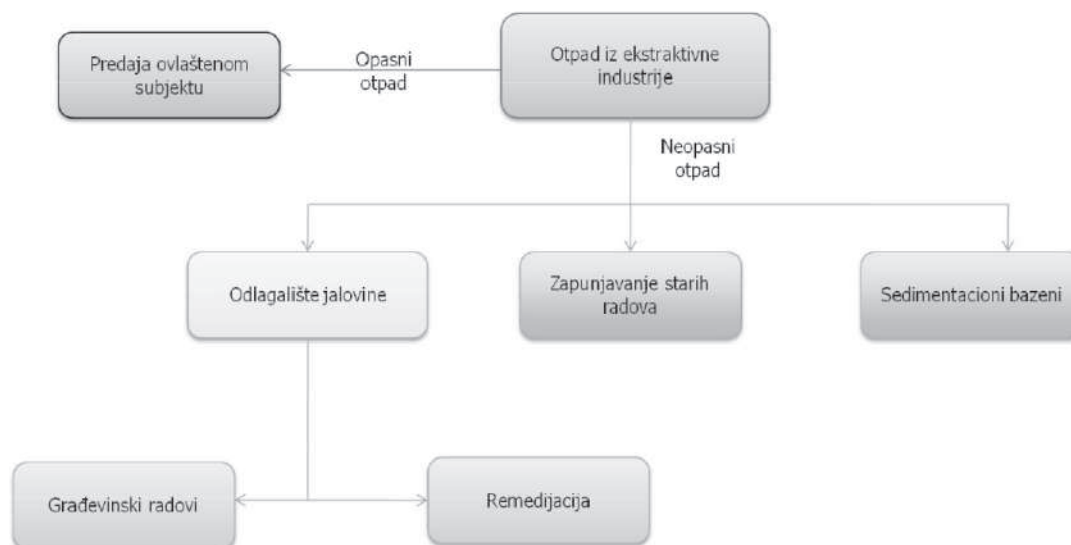 Predaja ovlaštenom
subjektu
Opasni
otpad
Otpad iz ekstraktivne
industrije
Neopasni
otpad
Odlagalište jalovine
Zapunjavanje starih
radova
Sedimentacioni bazeni
Građevinski radovi
Remedijacija